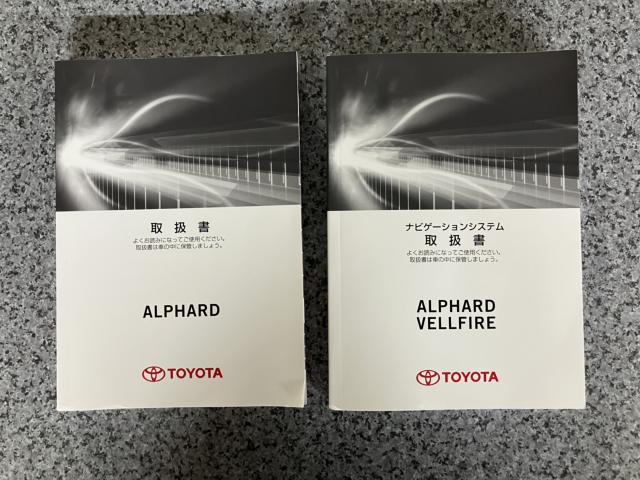 取扱書
よくお読みになってご使用ください。
取扱書は車の中に保管しましょう。
ALPHARD
TOYOTA
ナビゲーションシステム
取扱書
よくお読みになってご使用ください。
取扱書は車の中に保管しましょう。
ALPHARD
VELLFIRE
TOYOTA